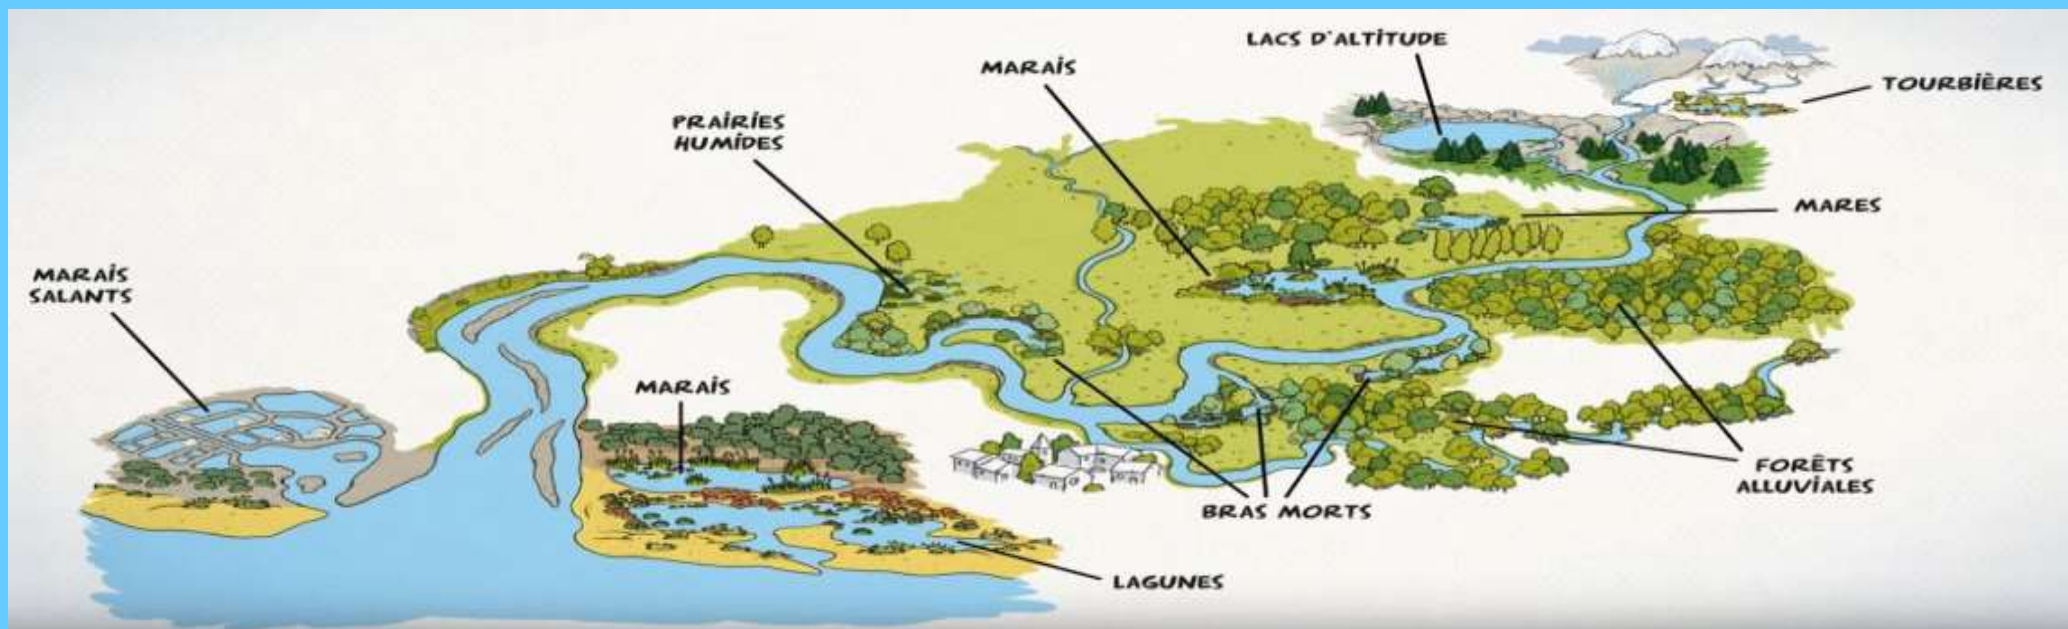 LACS D'ALTITUDE
MARAIS
TOURBIÈRES
PRAIRIES
HUMIDES
MARES
MARAIS
SALANTS
MARAIS
FORÊTS
ALLUVIALES
BRAS MORTS
LAGUNES